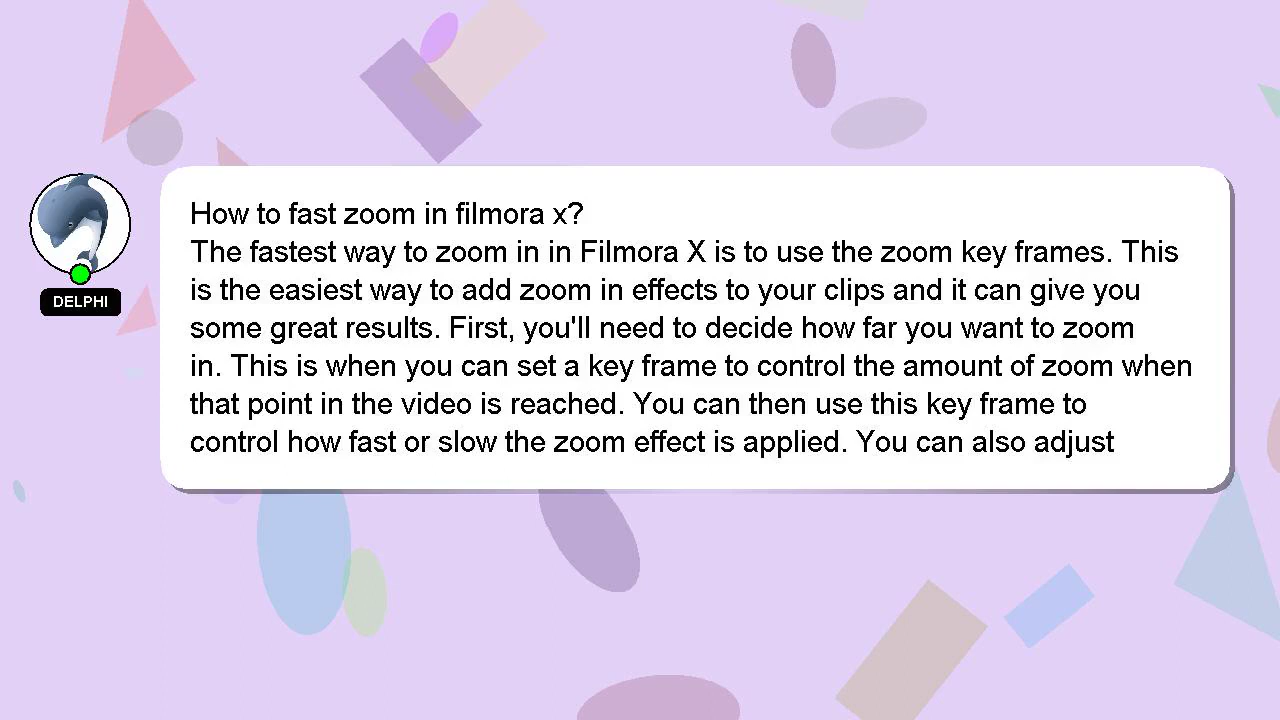 How to fast zoom in filmora x?
The fastest way to zoom in in Filmora X is to use the zoom key frames. This
is the easiest way to add zoom in effects to your clips and it can give you
some great results. First, you'll need to decide how far you want to zoom
in. This is when you can set a key frame to control the amount of zoom when
that point in the video is reached. You can then use this key frame to
control how fast or slow the zoom effect is applied. You can also adjust
DELPHI